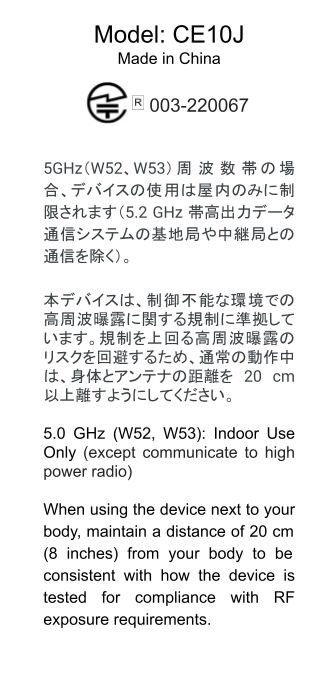 Model: CE10J
Made in China
R 003-220067
5GHz（W52、W53）周波数帯の場
合、デバイスの使用は屋内のみに制
限されます（5.2 GHz 帯高出力データ
通信システムの基地局や中継局との
通信を除く）。
本デバイスは、制御不能な環境での
高周波曝露に関する規制に準拠して
います。規制を上回る高周波曝露の
リスクを回避するため、通常の動作中
は、身体とアンテナの距離を 20 cm
以上離すようにしてください。
5.0 GHz (W52, W53): Indoor Use
Only (except communicate to high
power radio)
When using the device next to your
body, maintain a distance of 20 cm
(8 inches) from your body to be
consistent with how the device is
tested for compliance with RF
exposure requirements.